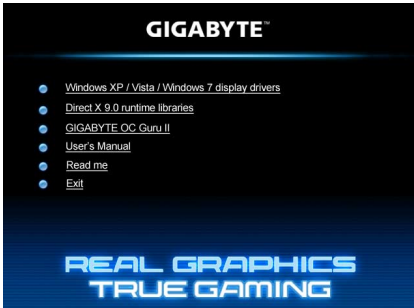 GIGABYTE™
Windows XP / Vista / Windows 7 display drivers
Direct X 9.0 runtime libraries
GIGABYTE OC Guru II
User's Manual
Read me
Exit
REAL GRAPHICS
TRUE GAMING